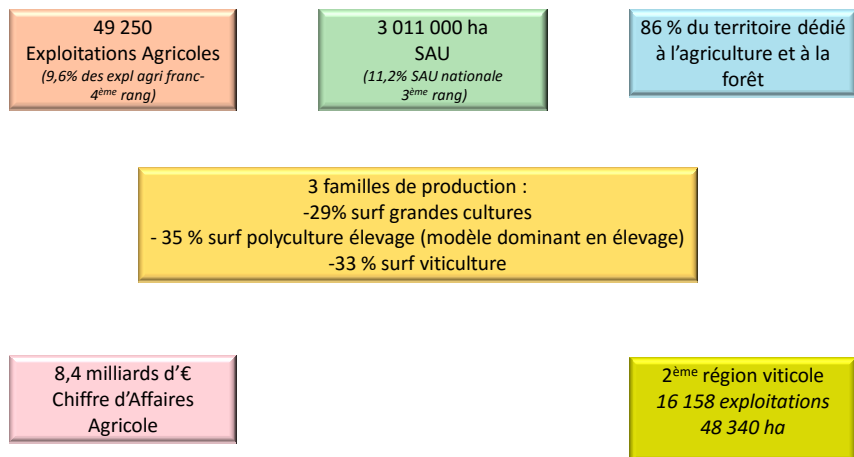 49 250
Exploitations Agricoles
(9,6% des expl agri franc-
4ème rang)
3 011 000 ha
SAU
(11,2% SAU nationale
3ème rang)
86 % du territoire dédié
à l’agriculture et à la
forêt
3 familles de production :
-29% surf grandes cultures
- 35 % surf polyculture élevage (modèle dominant en élevage)
-33 % surf viticulture
8,4 milliards d’€
Chiffre d’Affaires
Agricole
2ème région viticole
16 158 exploitations
48 340 ha